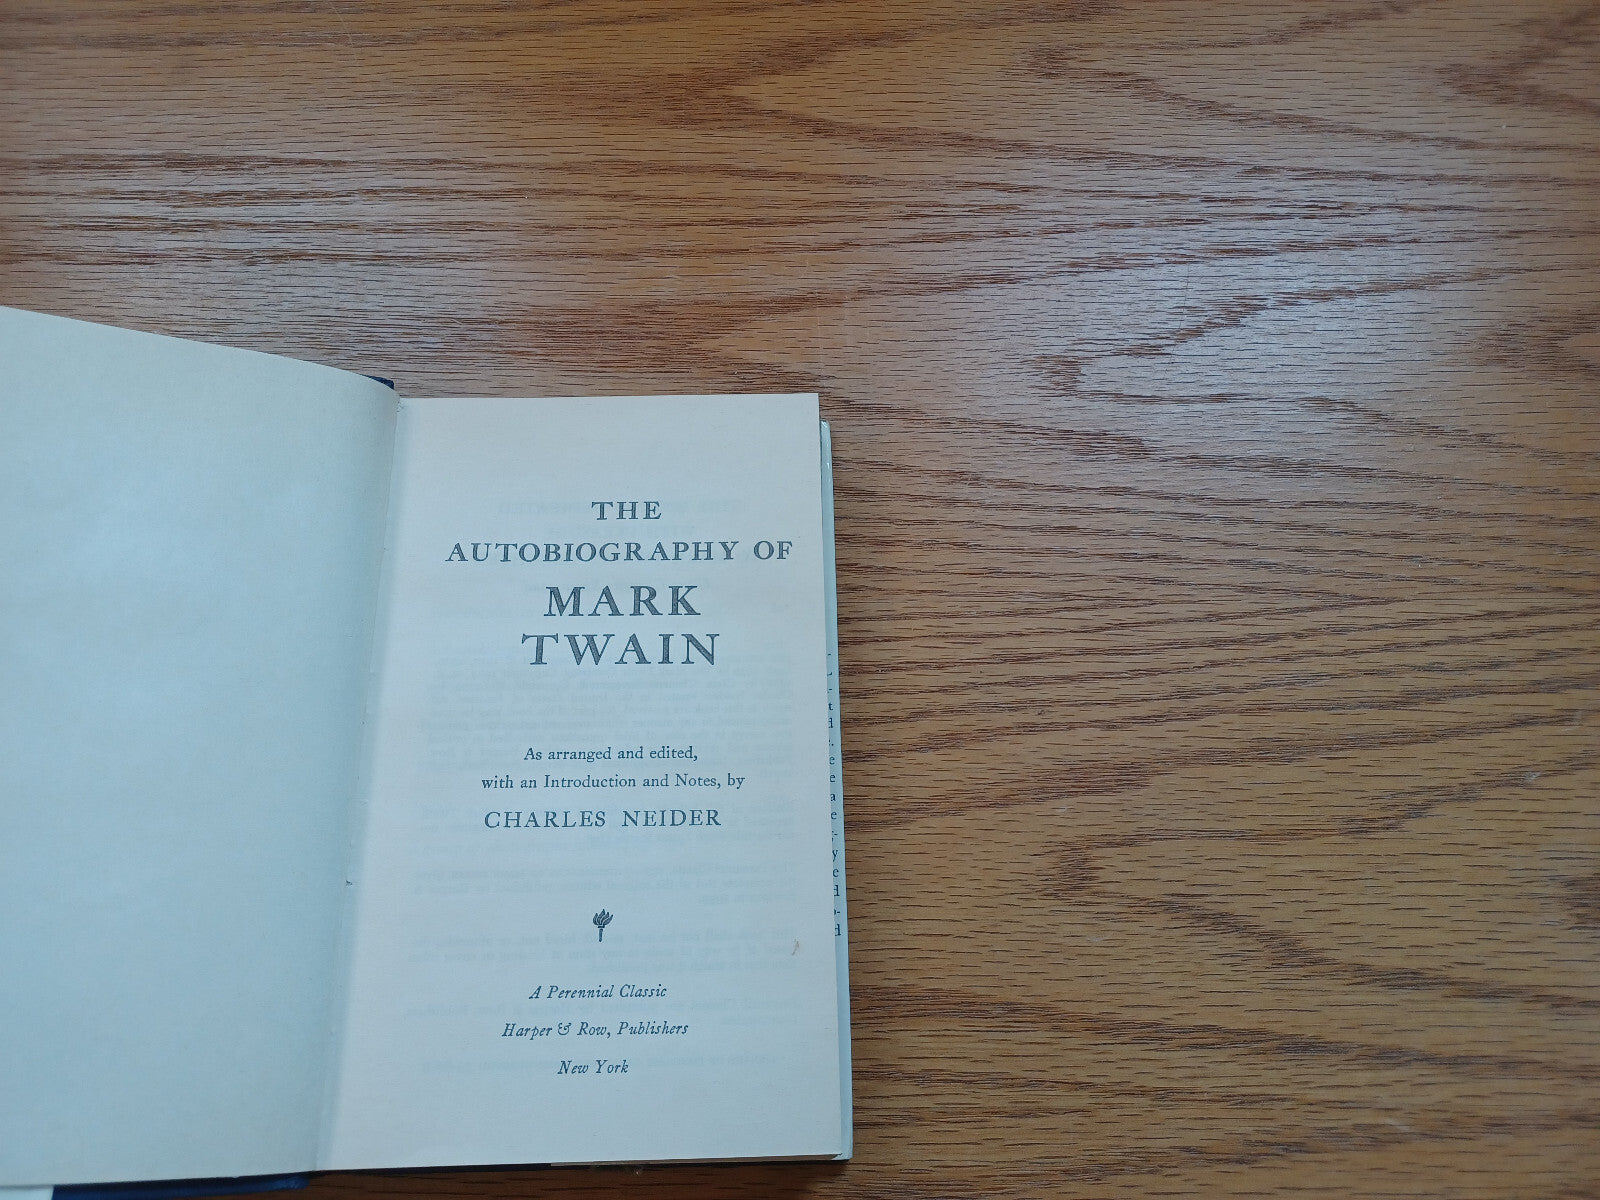 THE
AUTOBIOGRAPHY OF
MARK
TWAIN
As arranged and edited,
with an Introduction and Notes, by
CHARLES NEIDER
A Perennial Classic
Harper & Row, Publishers
New York